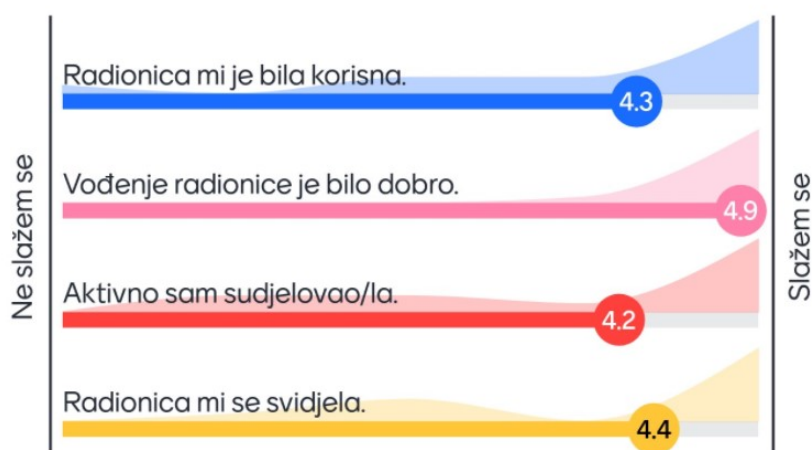 Ne slažem se
Radionica mi je bila korisna.
4.3
Vođenje radionice je bilo dobro.
4.9
Aktivno sam sudjelovao/la.
4.2
Radionica mi se svidjela.
4.4
Slažem se